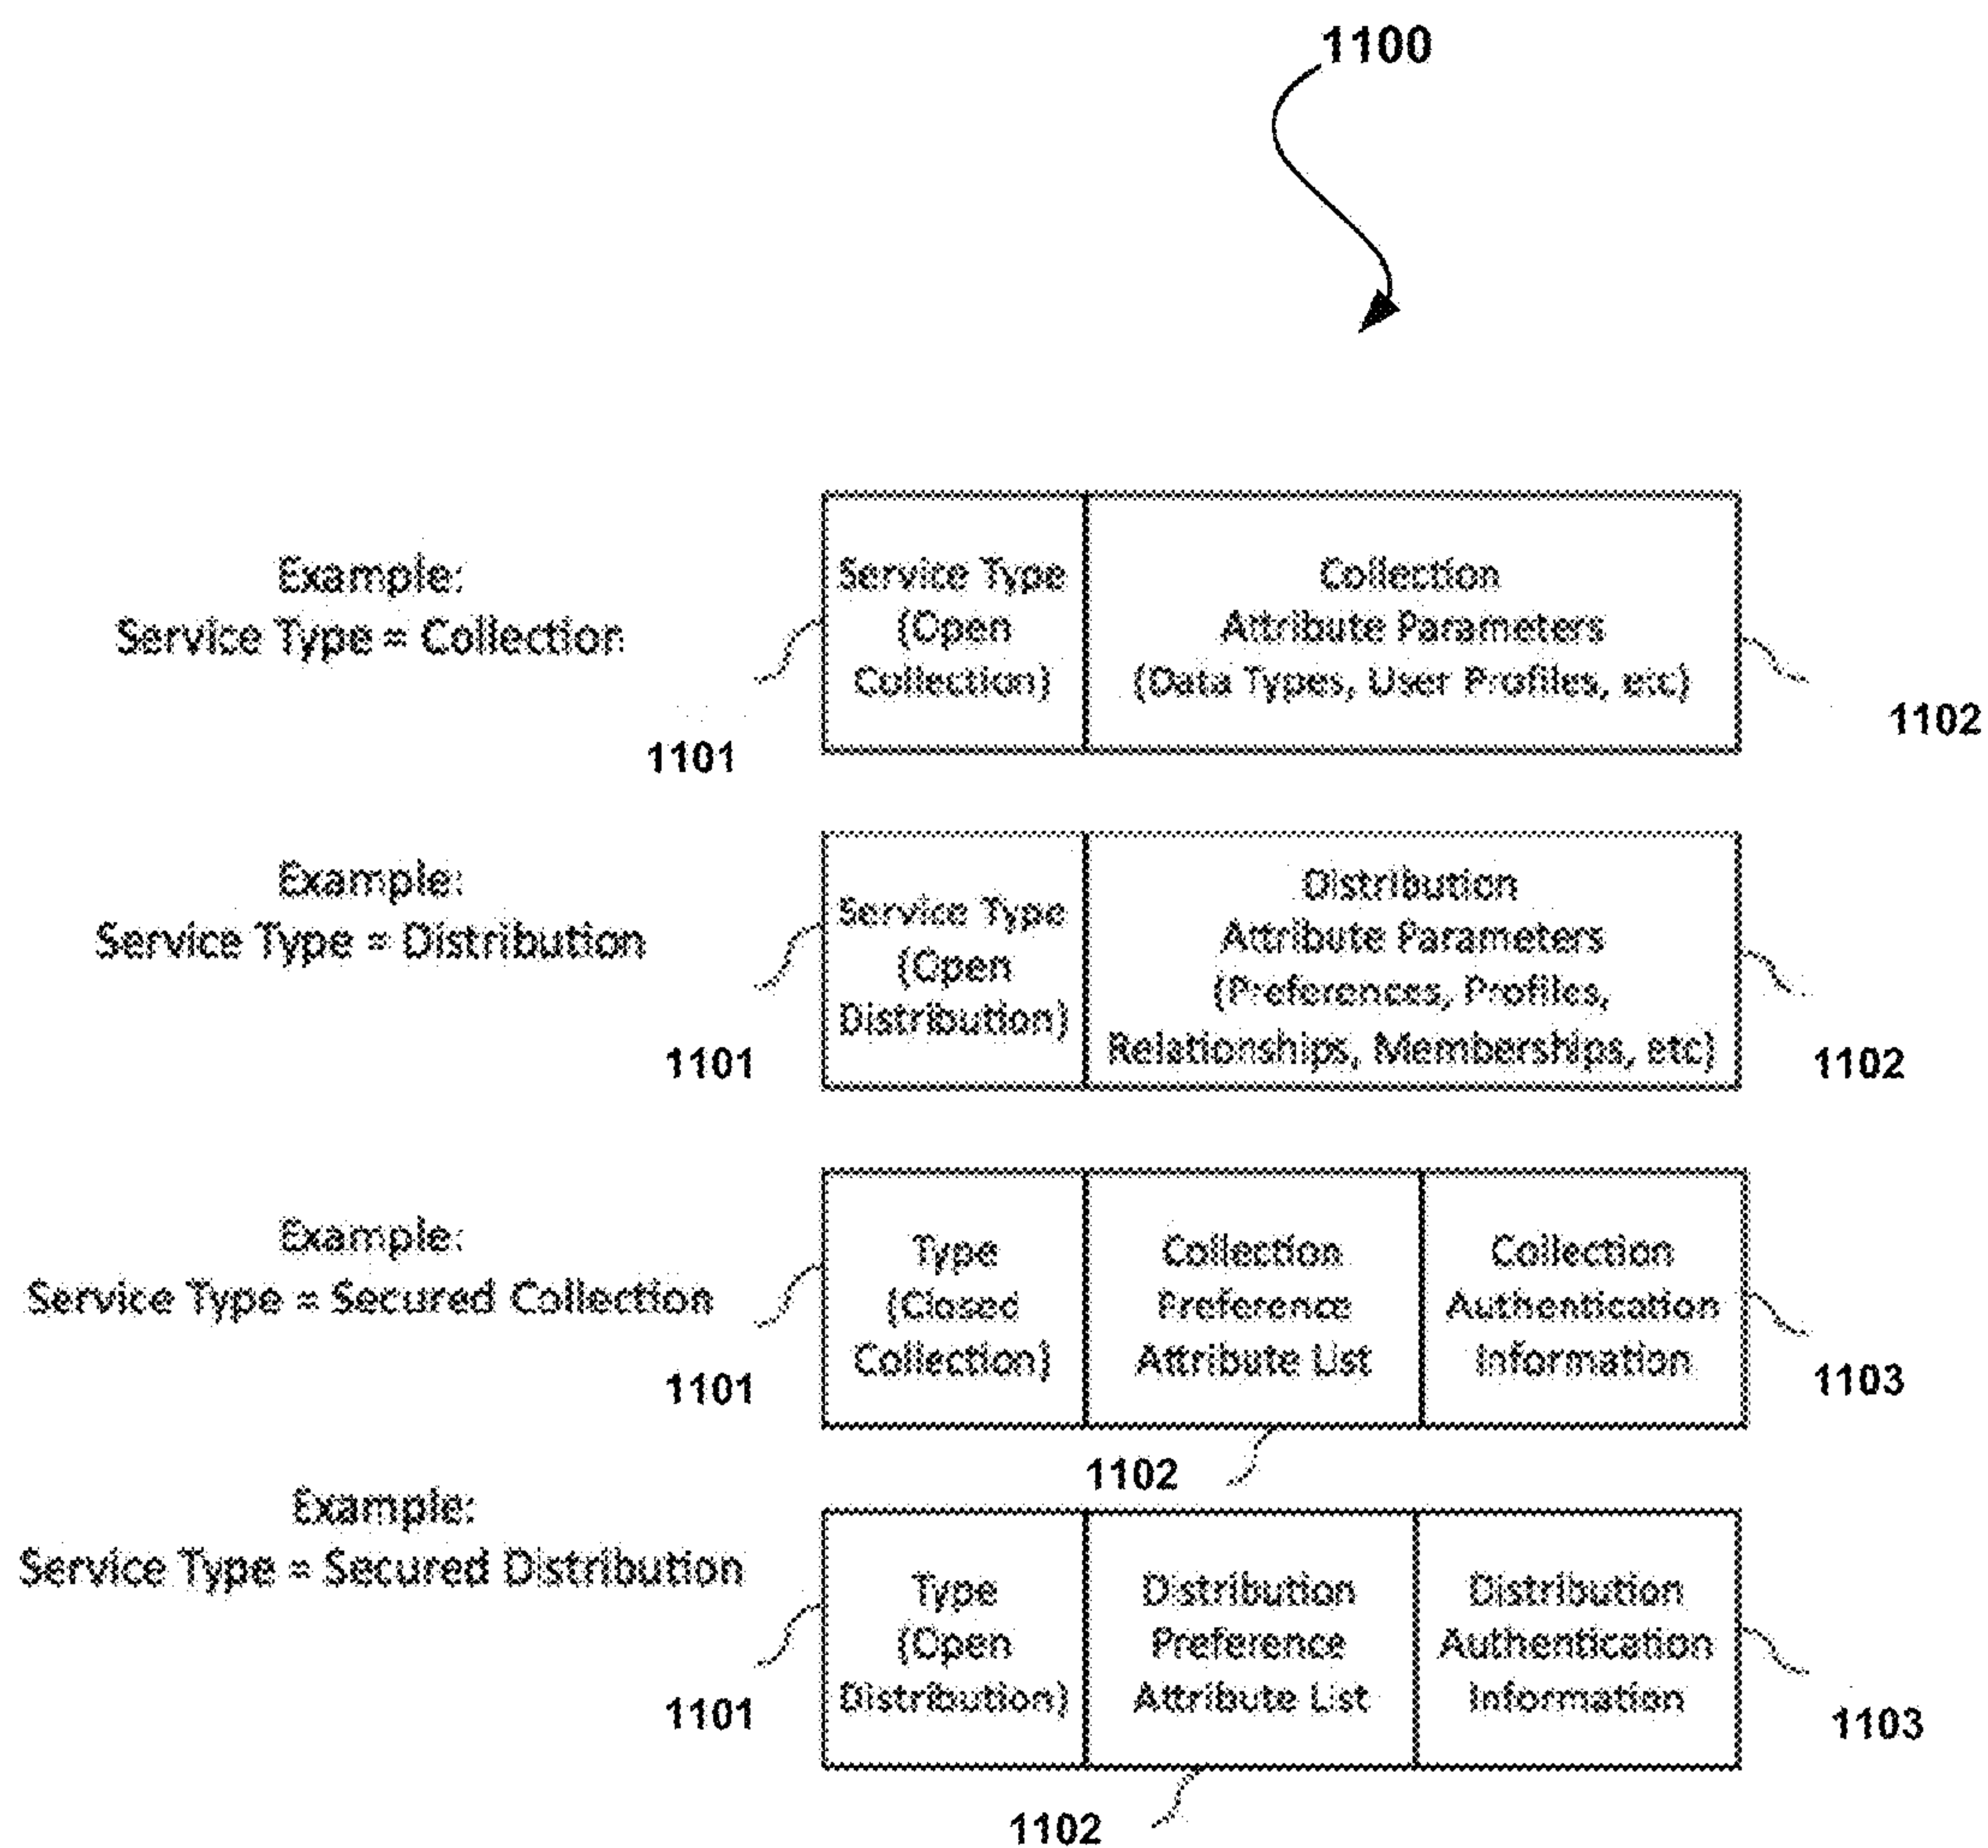 1100
Example:
Service Type = Collection
Service Type
(Open
Collection)
Collection
Attribute Parameters
(Data Types, User Profiles, etc)
1101
1102
Example:
Service Type = Distribution
Service Type
(Open
Distribution)
Distribution
Attribute Parameters
(Preferences, Profiles,
Relationships, Memberships, etc)
1101
1102
Example:
Service Type = Secured Collection
Type
(Closed
Collection)
Collection
Preference
Attribute List
Collection
Authentication
Information
1101
1102
1103
Example:
Service Type = Secured Distribution
Type
(Open
Distribution)
Distribution
Preference
Attribute List
Distribution
Authentication
Information
1101
1102
1103